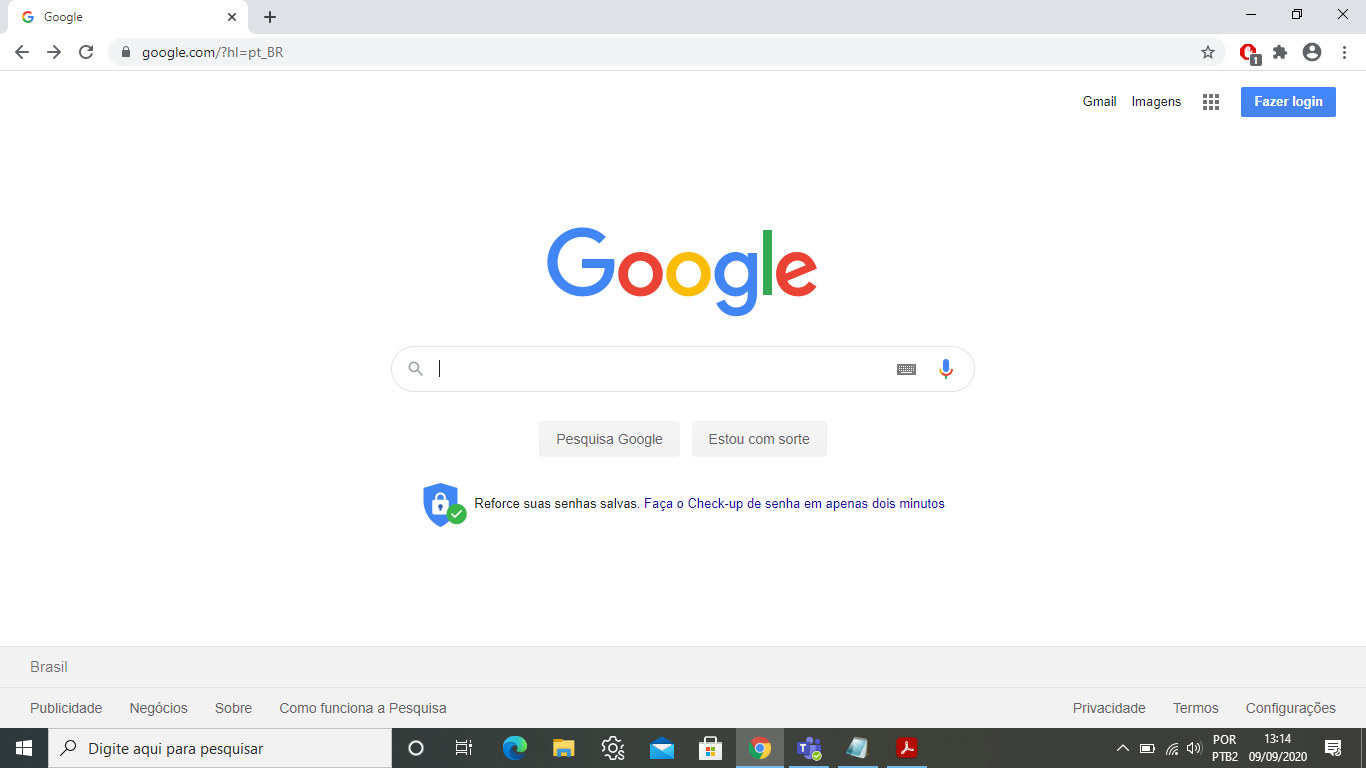 Google
google.com/?hl=pt_BR
1
Gmail Imagens Fazer login
Google
Pesquisa Google Estou com sorte
Reforce suas senhas salvas. Faça o Check-up de senha em apenas dois minutos
Brasil
Publicidade Negócios Sobre Como funciona a Pesquisa Privacidade Termos Configurações
Digite aqui para pesquisar
POR 13:14
PTB2 09/09/2020